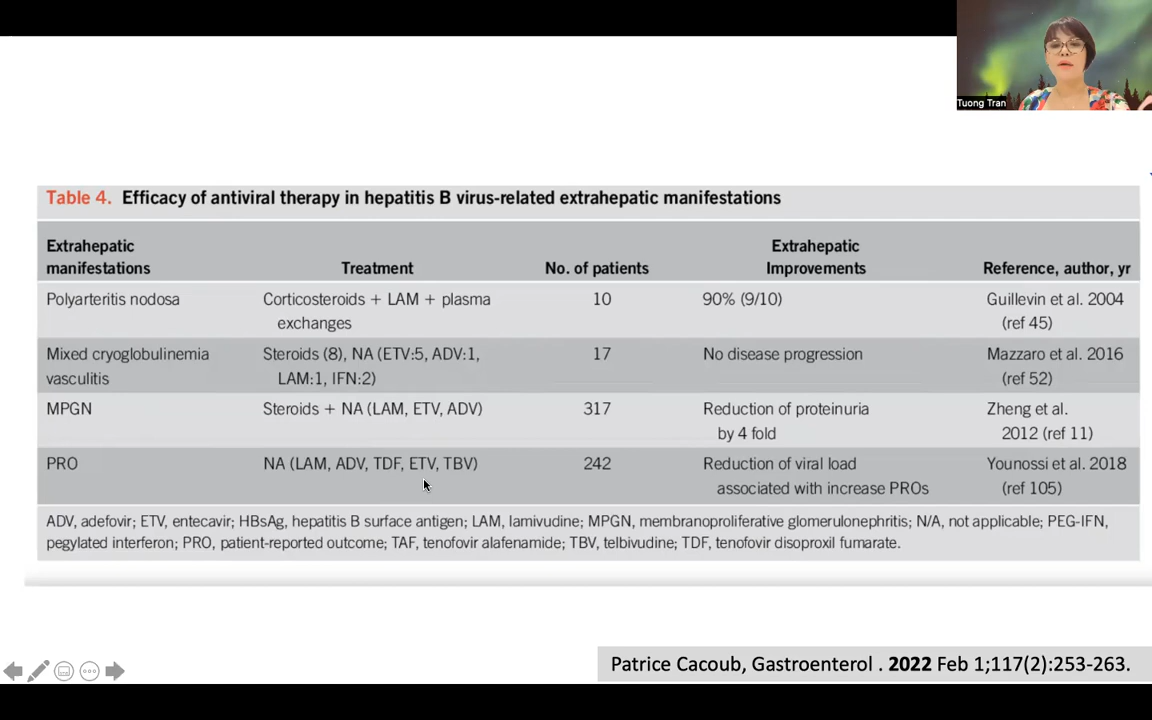 Tuong Tran
Table 4. Efficacy of antiviral therapy in hepatitis B virus-related extrahepatic manifestations
Extrahepatic manifestations Treatment No. of patients Extrahepatic Improvements Reference, author, yr
Polyarteritis nodosa Corticosteroids + LAM + plasma exchanges 10 90% (9/10) Guillevin et al. 2004 (ref 45)
Mixed cryoglobulinemia vasculitis Steroids (8), NA (ETV:5, ADV:1, LAM:1, IFN:2) 17 No disease progression Mazzaro et al. 2016 (ref 52)
MPGN Steroids + NA (LAM, ETV, ADV) 317 Reduction of proteinuria by 4 fold Zheng et al. 2012 (ref 11)
PRO NA (LAM, ADV, TDF, ETV, TBV) 242 Reduction of viral load associated with increase PROs Younossi et al. 2018 (ref 105)
ADV, adefovir; ETV, entecavir; HBsAg, hepatitis B surface antigen; LAM, lamivudine; MPGN, membranoproliferative glomerulonephritis; N/A, not applicable; PEG-IFN,
pegylated interferon; PRO, patient-reported outcome; TAF, tenofovir alafenamide; TBV, telbivudine; TDF, tenofovir disoproxil fumarate.
Patrice Cacoub, Gastroenterol . 2022 Feb 1;117(2):253-263.